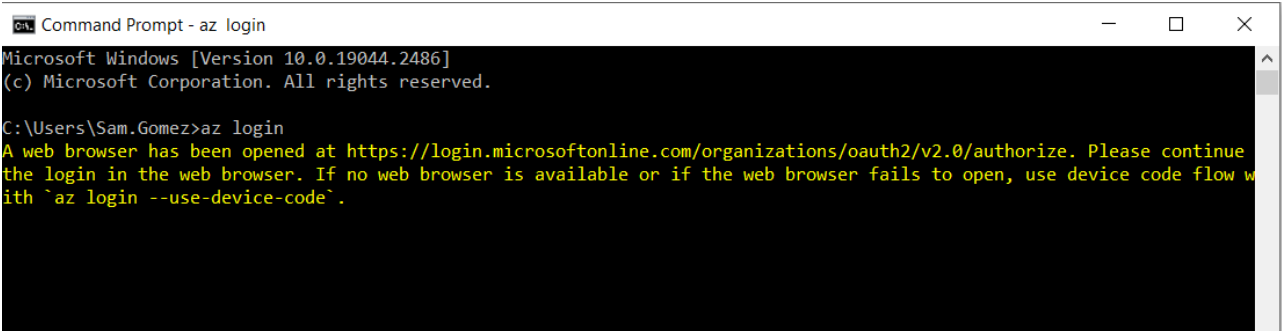 Command Prompt - az  login
Microsoft Windows [Version 10.0.19044.2486]
(c) Microsoft Corporation. All rights reserved.
C:\Users\Sam.Gomez>az login
A web browser has been opened at https://login.microsoftonline.com/organizations/oauth2/v2.0/authorize. Please continue
the login in the web browser. If no web browser is available or if the web browser fails to open, use device code flow w
ith `az login --use-device-code`.